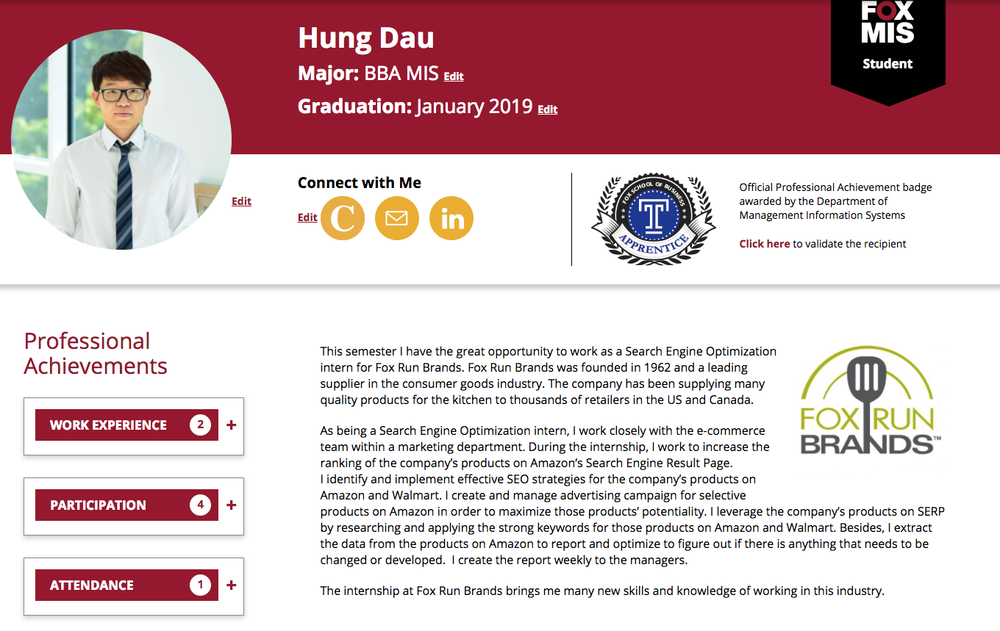 FOX
MIS
Student
Hung Dau
Major: BBA MIS Edit
Graduation: January 2019 Edit
Edit
Connect with Me
Edit
C
in
FOX SCHOOL OF BUSINESS
T
APPRENTICE
Official Professional Achievement badge
awarded by the Department of
Management Information Systems
Click here to validate the recipient
Professional
Achievements
WORK EXPERIENCE 2 +
PARTICIPATION 4 +
ATTENDANCE 1 +
This semester I have the great opportunity to work as a Search Engine Optimization
intern for Fox Run Brands. Fox Run Brands was founded in 1962 and a leading
supplier in the consumer goods industry. The company has been supplying many
quality products for the kitchen to thousands of retailers in the US and Canada.
As being a Search Engine Optimization intern, I work closely with the e-commerce
team within a marketing department. During the internship, I work to increase the
ranking of the company’s products on Amazon’s Search Engine Result Page.
I identify and implement effective SEO strategies for the company’s products on
Amazon and Walmart. I create and manage advertising campaign for selective
products on Amazon in order to maximize those products’ potentiality. I leverage the company’s products on SERP
by researching and applying the strong keywords for those products on Amazon and Walmart. Besides, I extract
the data from the products on Amazon to report and optimize to figure out if there is anything that needs to be
changed or developed.  I create the report weekly to the managers.
The internship at Fox Run Brands brings me many new skills and knowledge of working in this industry.
FOX RUN
BRANDS™